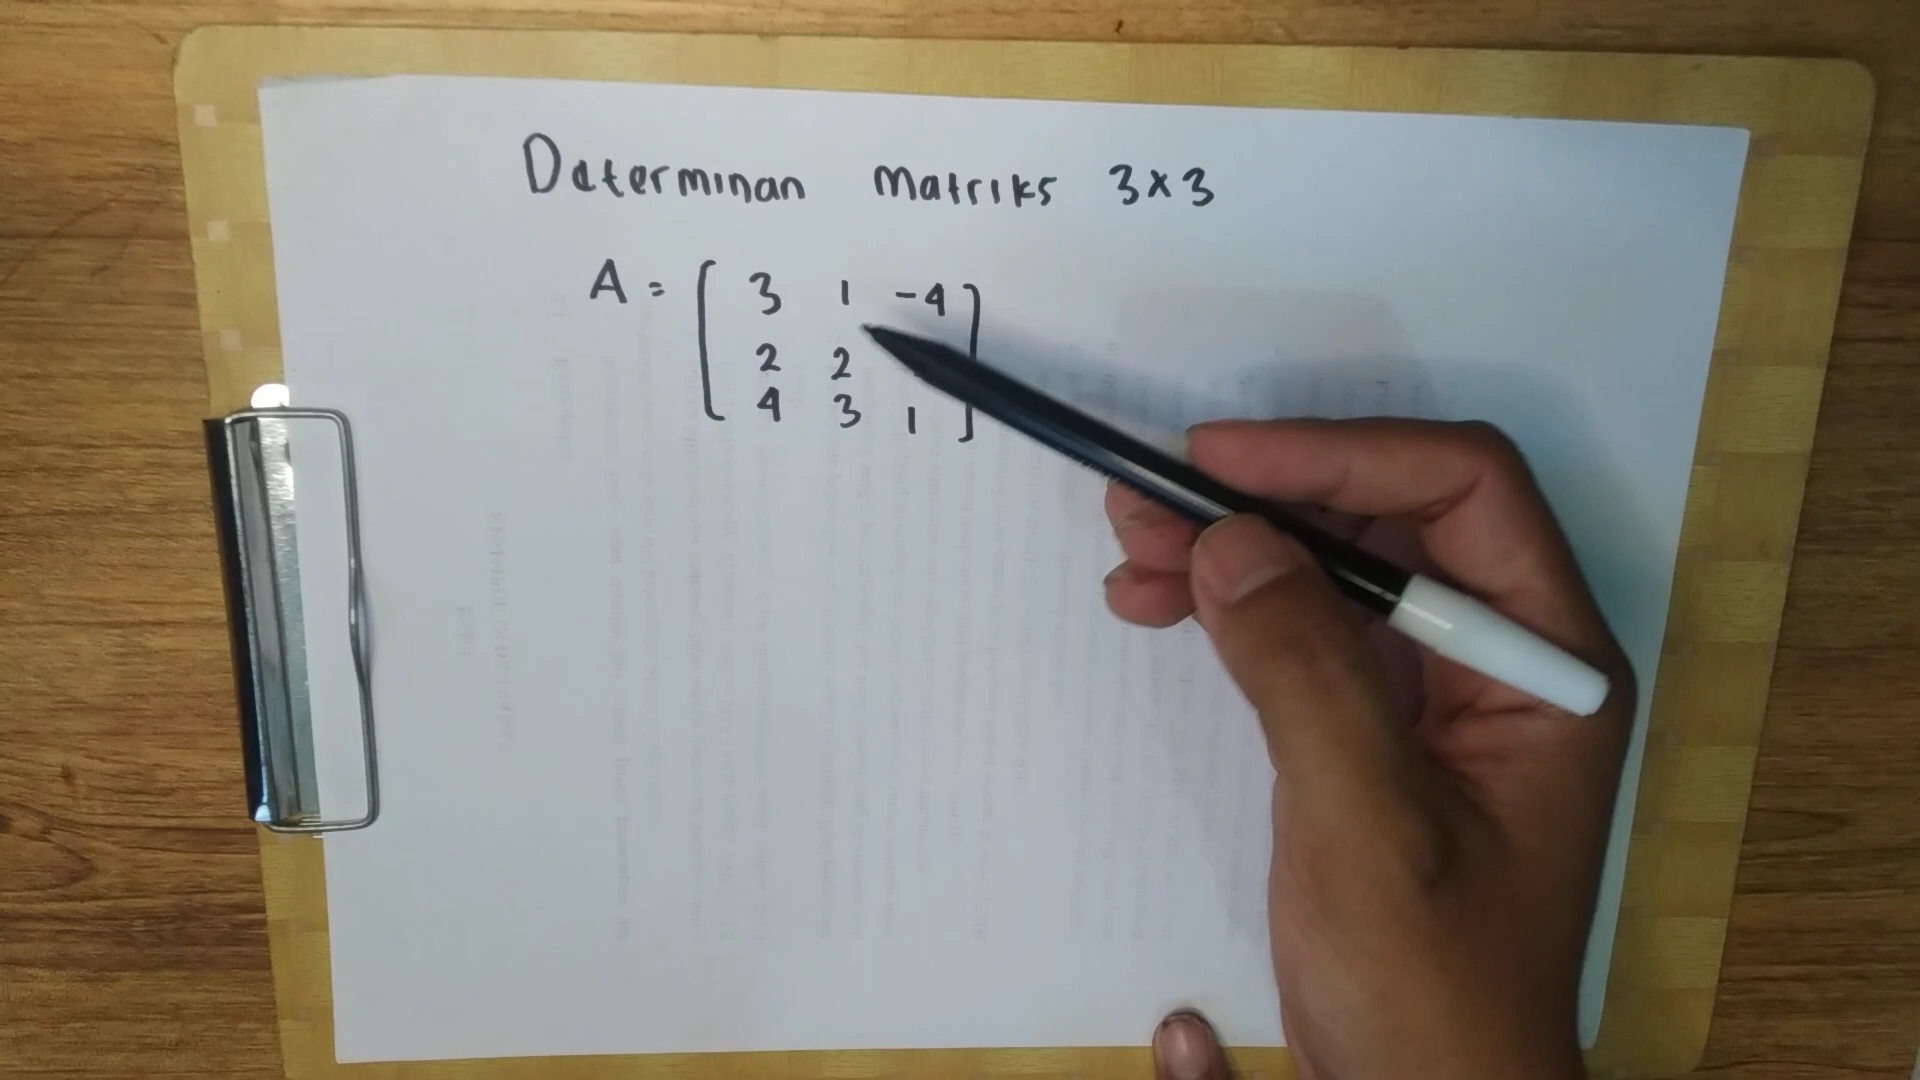 Determinan Matriks 3x3
A = [ 3 1 -4
2 2
4 3 1 ]